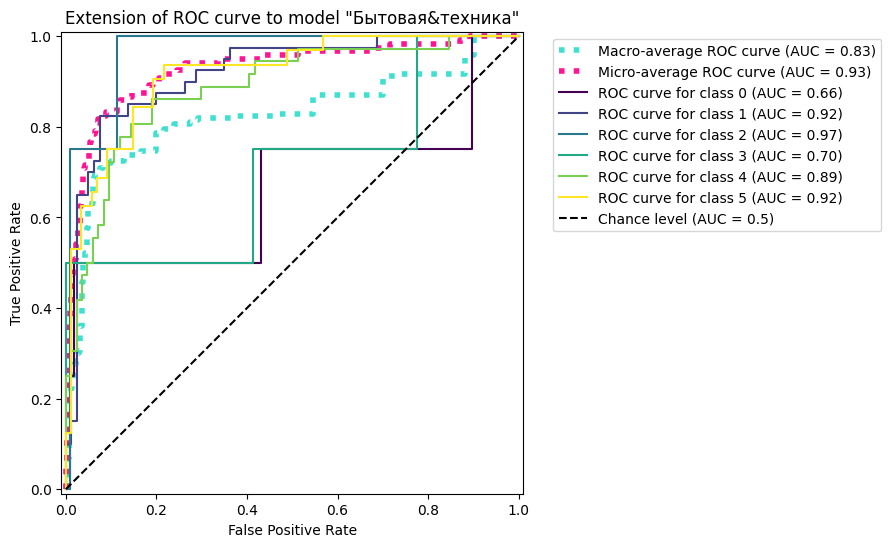 Extension of ROC curve to model "Бытовая&техника"
Macro-average ROC curve (AUC = 0.83)
Micro-average ROC curve (AUC = 0.93)
ROC curve for class 0 (AUC = 0.66)
ROC curve for class 1 (AUC = 0.92)
ROC curve for class 2 (AUC = 0.97)
ROC curve for class 3 (AUC = 0.70)
ROC curve for class 4 (AUC = 0.89)
ROC curve for class 5 (AUC = 0.92)
Chance level (AUC = 0.5)
True Positive Rate
1.0
0.8
0.6
0.4
0.2
0.0
0.0 0.2 0.4 0.6 0.8 1.0
False Positive Rate